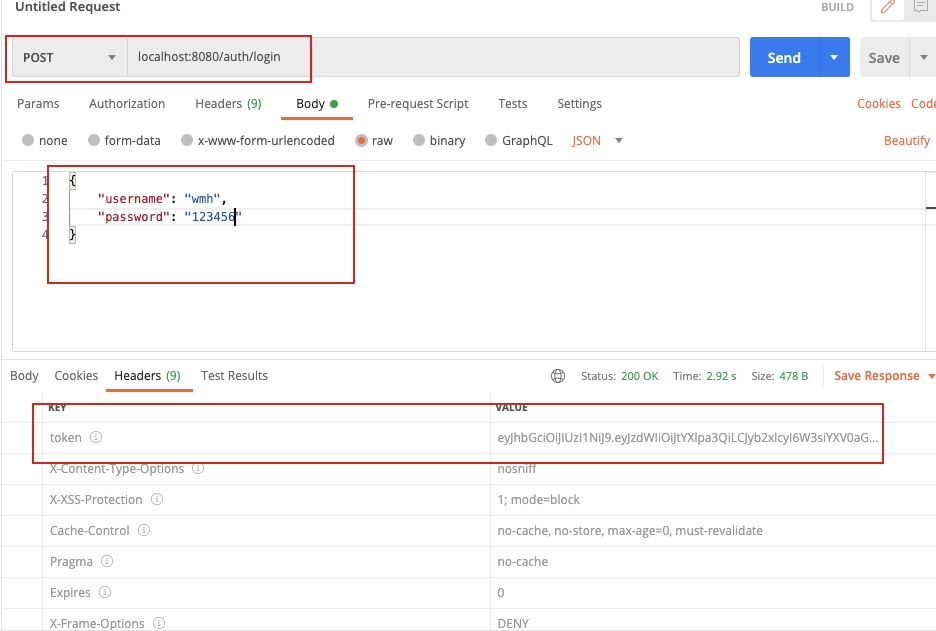 Untitled Request BUILD
POST localhost:8080/auth/login Send Save
Params Authorization Headers (9) Body Pre-request Script Tests Settings Cookies Code
none form-data x-www-form-urlencoded raw binary GraphQL JSON Beautify
1 {
2 "username": "wmh",
3 "password": "123456"
4 }
Body Cookies Headers (9) Test Results Status: 200 OK Time: 2.92 s Size: 478 B Save Response
KEY VALUE
token eyJhbGciOiJIUzI1NiJ9.eyJzdWIiOiJtYXlpa3QiLCJyb2xlcyI6W3siYXV0aG...
X-Content-Type-Options nosniff
X-XSS-Protection 1; mode=block
Cache-Control no-cache, no-store, max-age=0, must-revalidate
Pragma no-cache
Expires 0
X-Frame-Options DENY